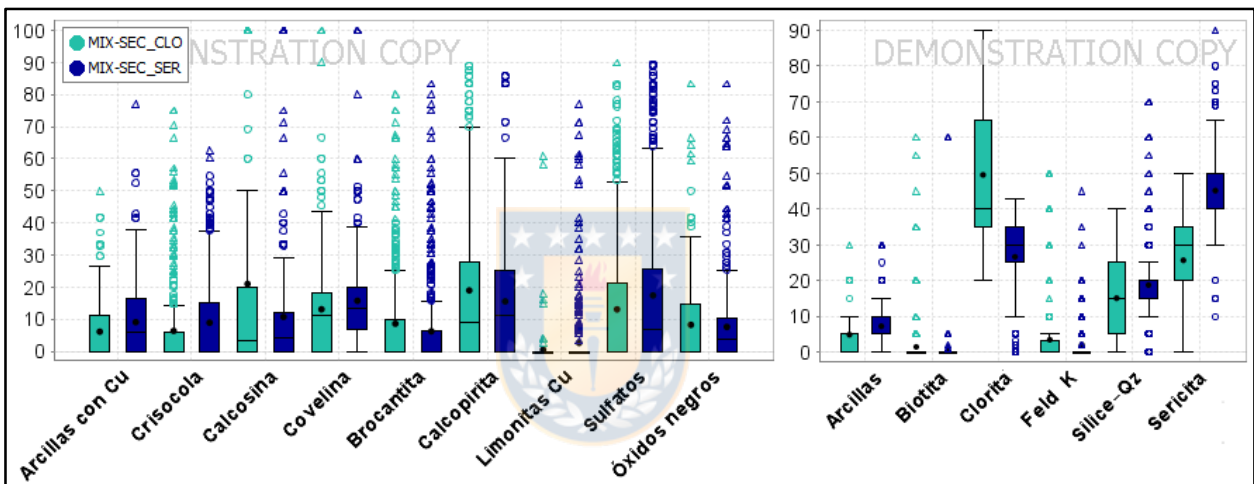 100
90
80
70
60
50
40
30
20
10
0
MIX-SEC_CLO
MIX-SEC_SER
NSTRATION COPY
Arcillas con Cu
Crisocola
Calcosina
Covelina
Brocantita
Calcopirita
Limonitas Cu
Sulfatos
Óxidos negros
90
80
70
60
50
40
30
20
10
0
DEMONSTRATION COPY
Arcillas
Biotita
Clorita
Feld K
Silice-Qz
Sericita